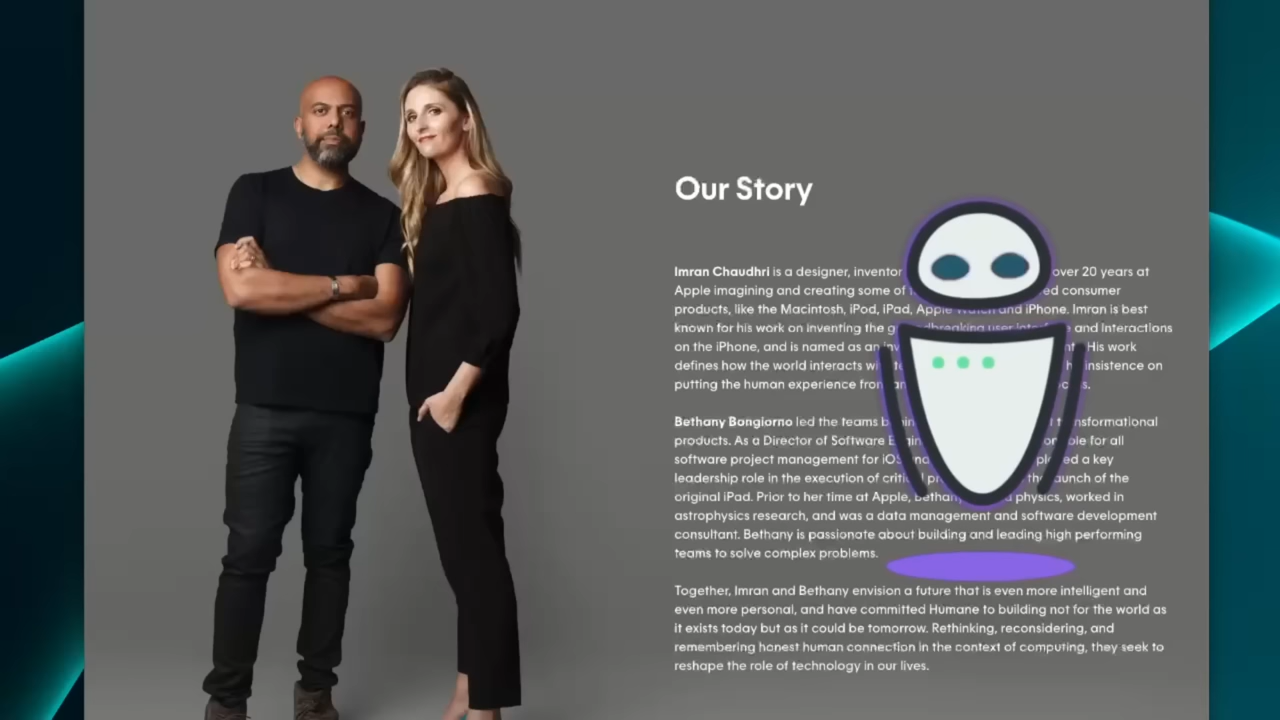 Our Story
Imran Chaudhri is a designer, inventor over 20 years at
Apple imagining and creating some of consumer
products, like the Macintosh, iPod, iPad, Apple Watch and iPhone. Imran is best
known for his work on inventing the groundbreaking user interface and Interactions
on the iPhone, and is named as an His work
defines how the world interacts insistence on
putting the human experience
Bethany Bongiorno led the teams
products. As a Director of Software for all
software project management for iOS a key
leadership role in the execution of launch of the
original iPad. Prior to her time at Apple, physics, worked in
astrophysics research, and was a data management and software development
consultant. Bethany is passionate about building and leading high performing
teams to solve complex problems.
Together, Imran and Bethany envision a future that is even more intelligent and
even more personal, and have committed Humane to building not for the world as
it exists today but as it could be tomorrow. Rethinking, reconsidering, and
remembering honest human connection in the context of computing, they seek to
reshape the role of technology in our lives.